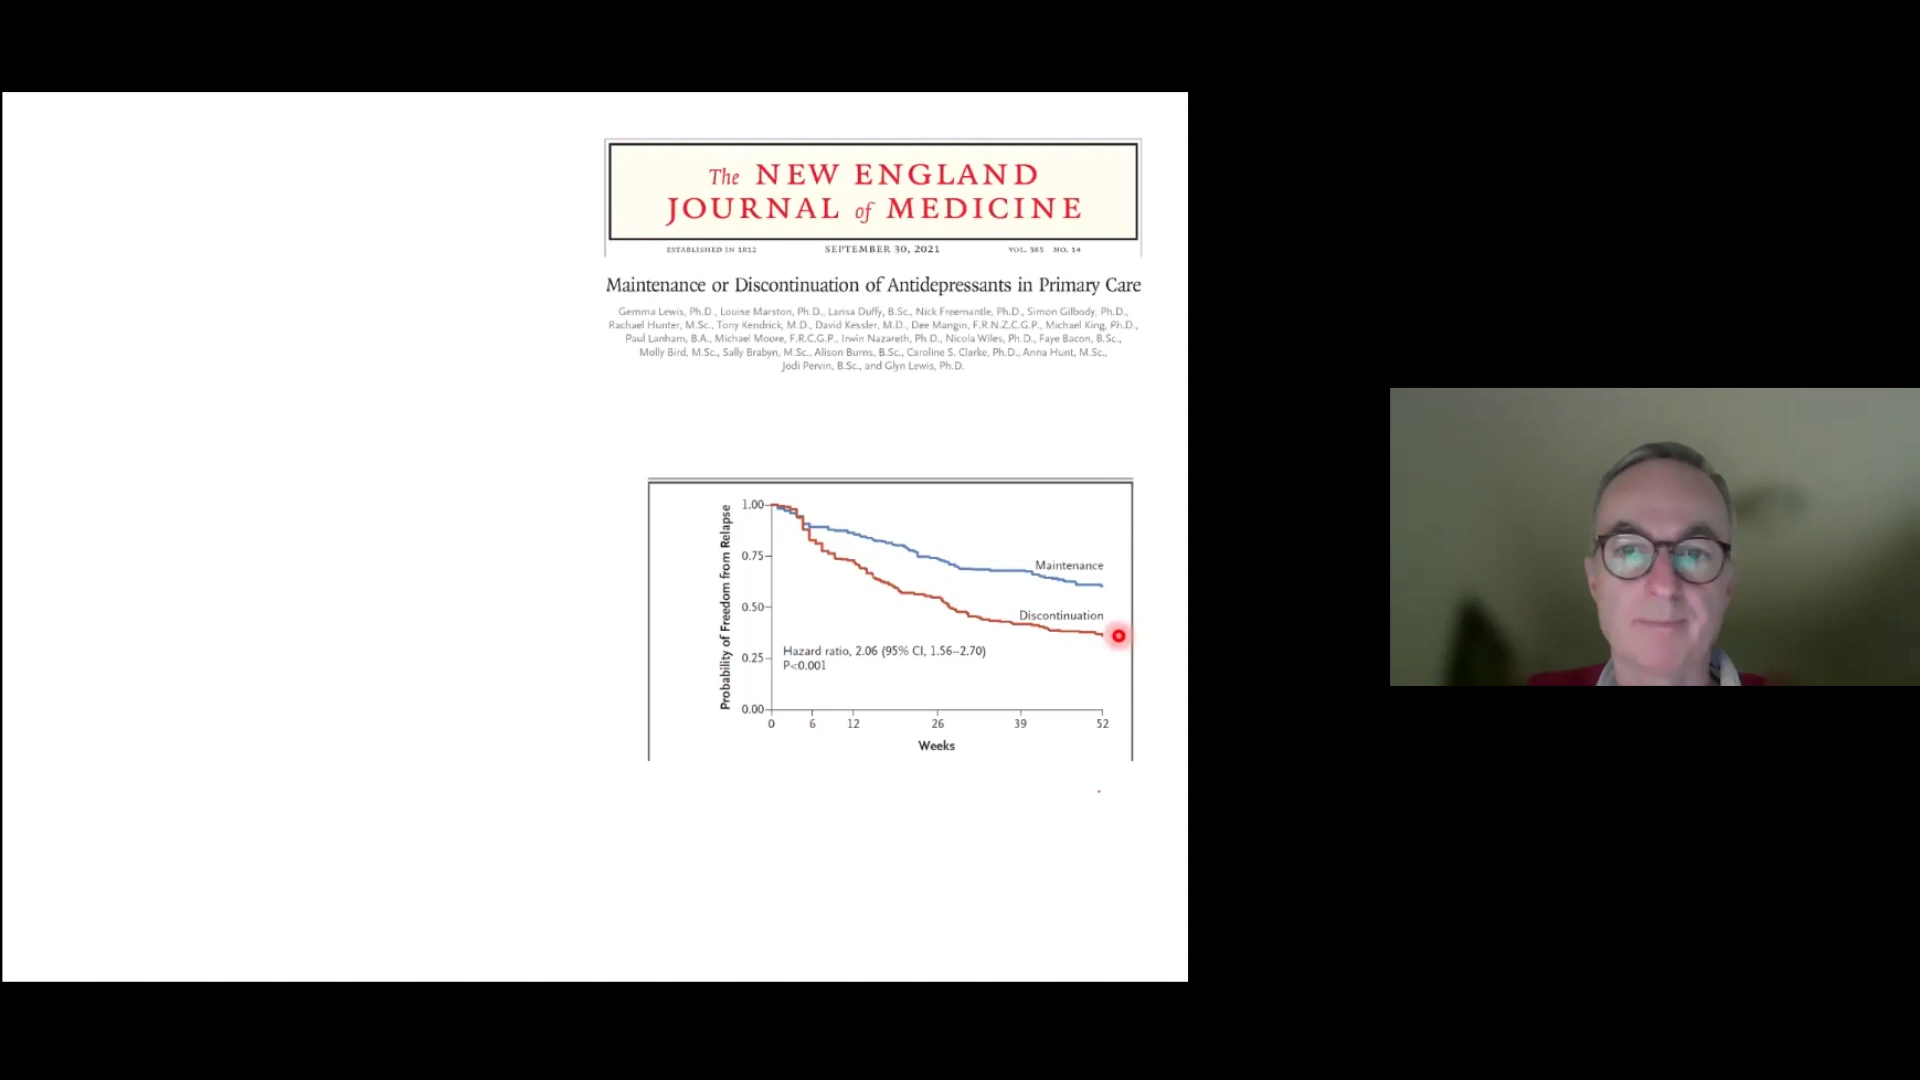 The NEW ENGLAND
JOURNAL of MEDICINE
ESTABLISHED IN 1812 SEPTEMBER 30, 2021 VOL. 385 NO. 14
Maintenance or Discontinuation of Antidepressants in Primary Care
Gemma Lewis, Ph.D., Louise Marston, Ph.D., Larisa Duffy, B.Sc., Nick Freemantle, Ph.D., Simon Gilbody, Ph.D.,
Rachael Hunter, M.Sc., Tony Kendrick, M.D., David Kessler, M.D., Dee Mangin, F.R.N.Z.C.G.P., Michael King, Ph.D.,
Paul Lanham, B.A., Michael Moore, F.R.C.G.P., Irwin Nazareth, Ph.D., Nicola Wiles, Ph.D., Faye Bacon, B.Sc.,
Molly Bird, M.Sc., Sally Brabyn, M.Sc., Alison Burns, B.Sc., Caroline S. Clarke, Ph.D., Anna Hunt, M.Sc.,
Jodi Pervin, B.Sc., and Glyn Lewis, Ph.D.
Probability of Freedom from Relapse
1.00
0.75
0.50
0.25
0.00
Maintenance
Discontinuation
Hazard ratio, 2.06 (95% CI, 1.56–2.70)
P<0.001
0 6 12 26 39 52
Weeks